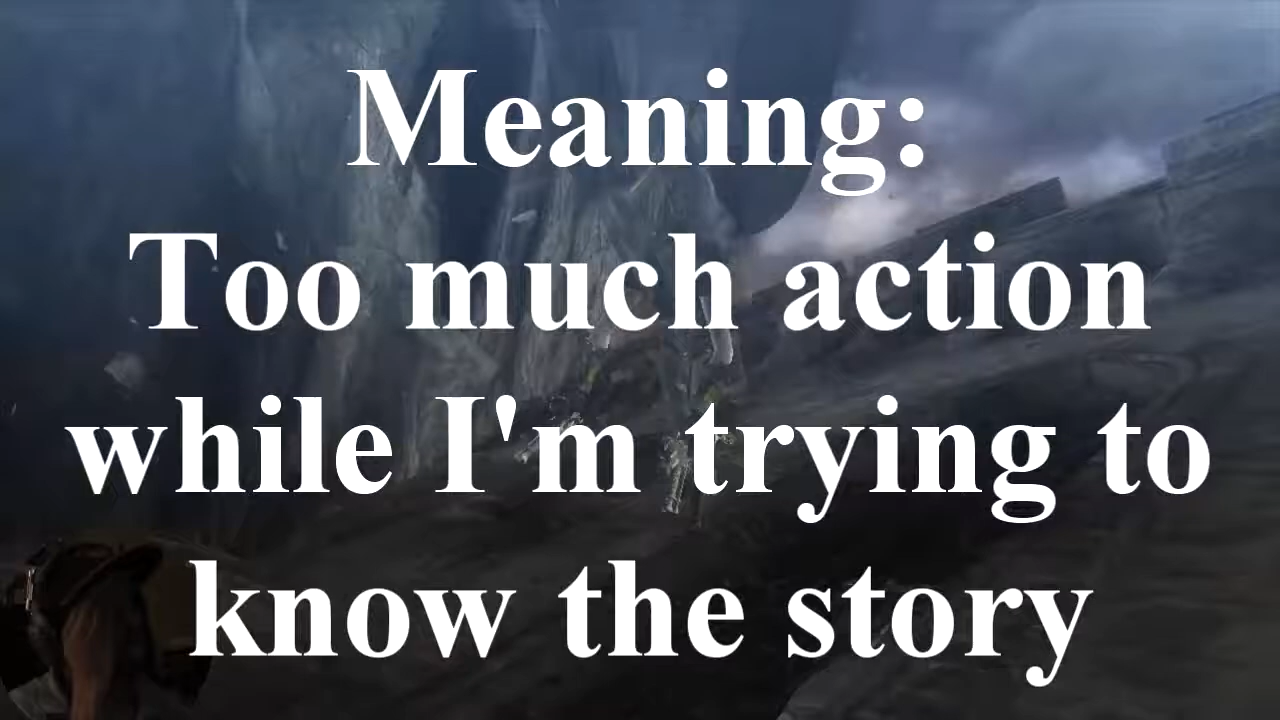 Meaning:
Too much action
while I'm trying to
know the story